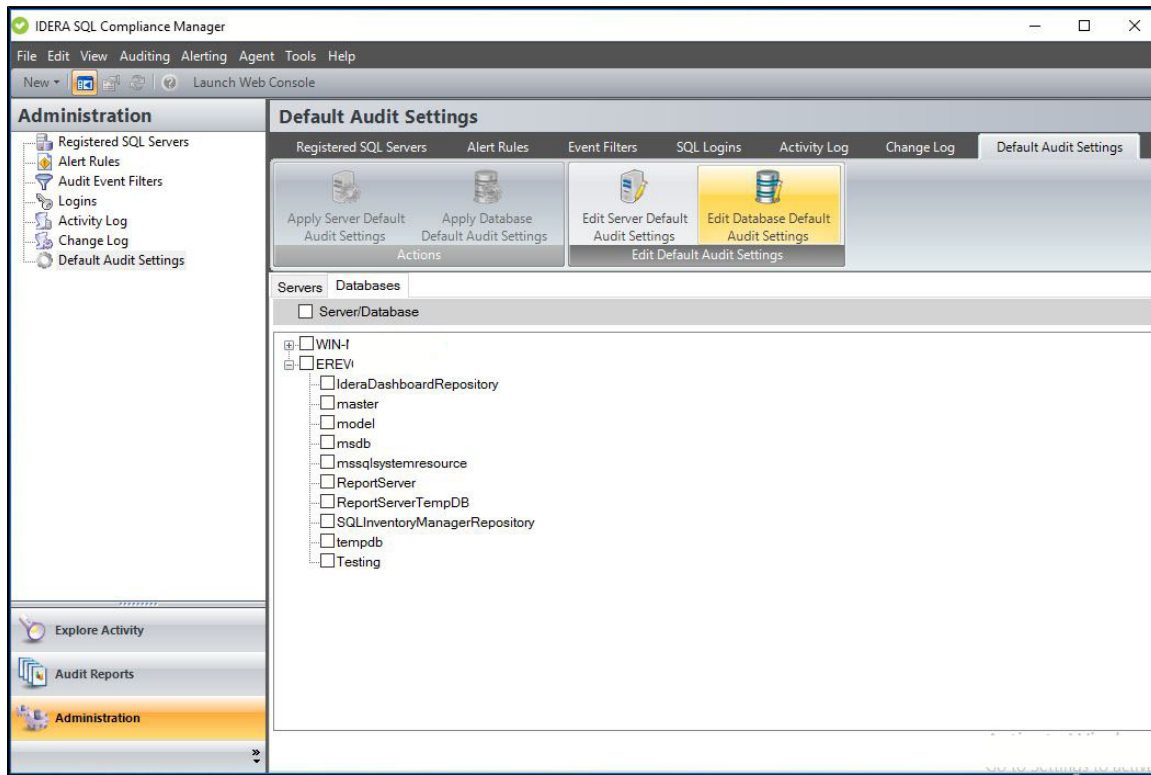 IDERA SQL Compliance Manager
File Edit View Auditing Alerting Agent Tools Help
New Launch Web Console
Administration
Registered SQL Servers
Alert Rules
Audit Event Filters
Logins
Activity Log
Change Log
Default Audit Settings
Explore Activity
Audit Reports
Administration
Default Audit Settings
Registered SQL Servers Alert Rules Event Filters SQL Logins Activity Log Change Log Default Audit Settings
Apply Server Default Audit Settings
Apply Database Default Audit Settings
Actions
Edit Server Default Audit Settings
Edit Database Default Audit Settings
Edit Default Audit Settings
Servers Databases
Server/Database
IderaDashboardRepository
master
model
msdb
mssqlsystemresource
ReportServer
ReportServerTempDB
SQLInventoryManagerRepository
tempdb
Testing